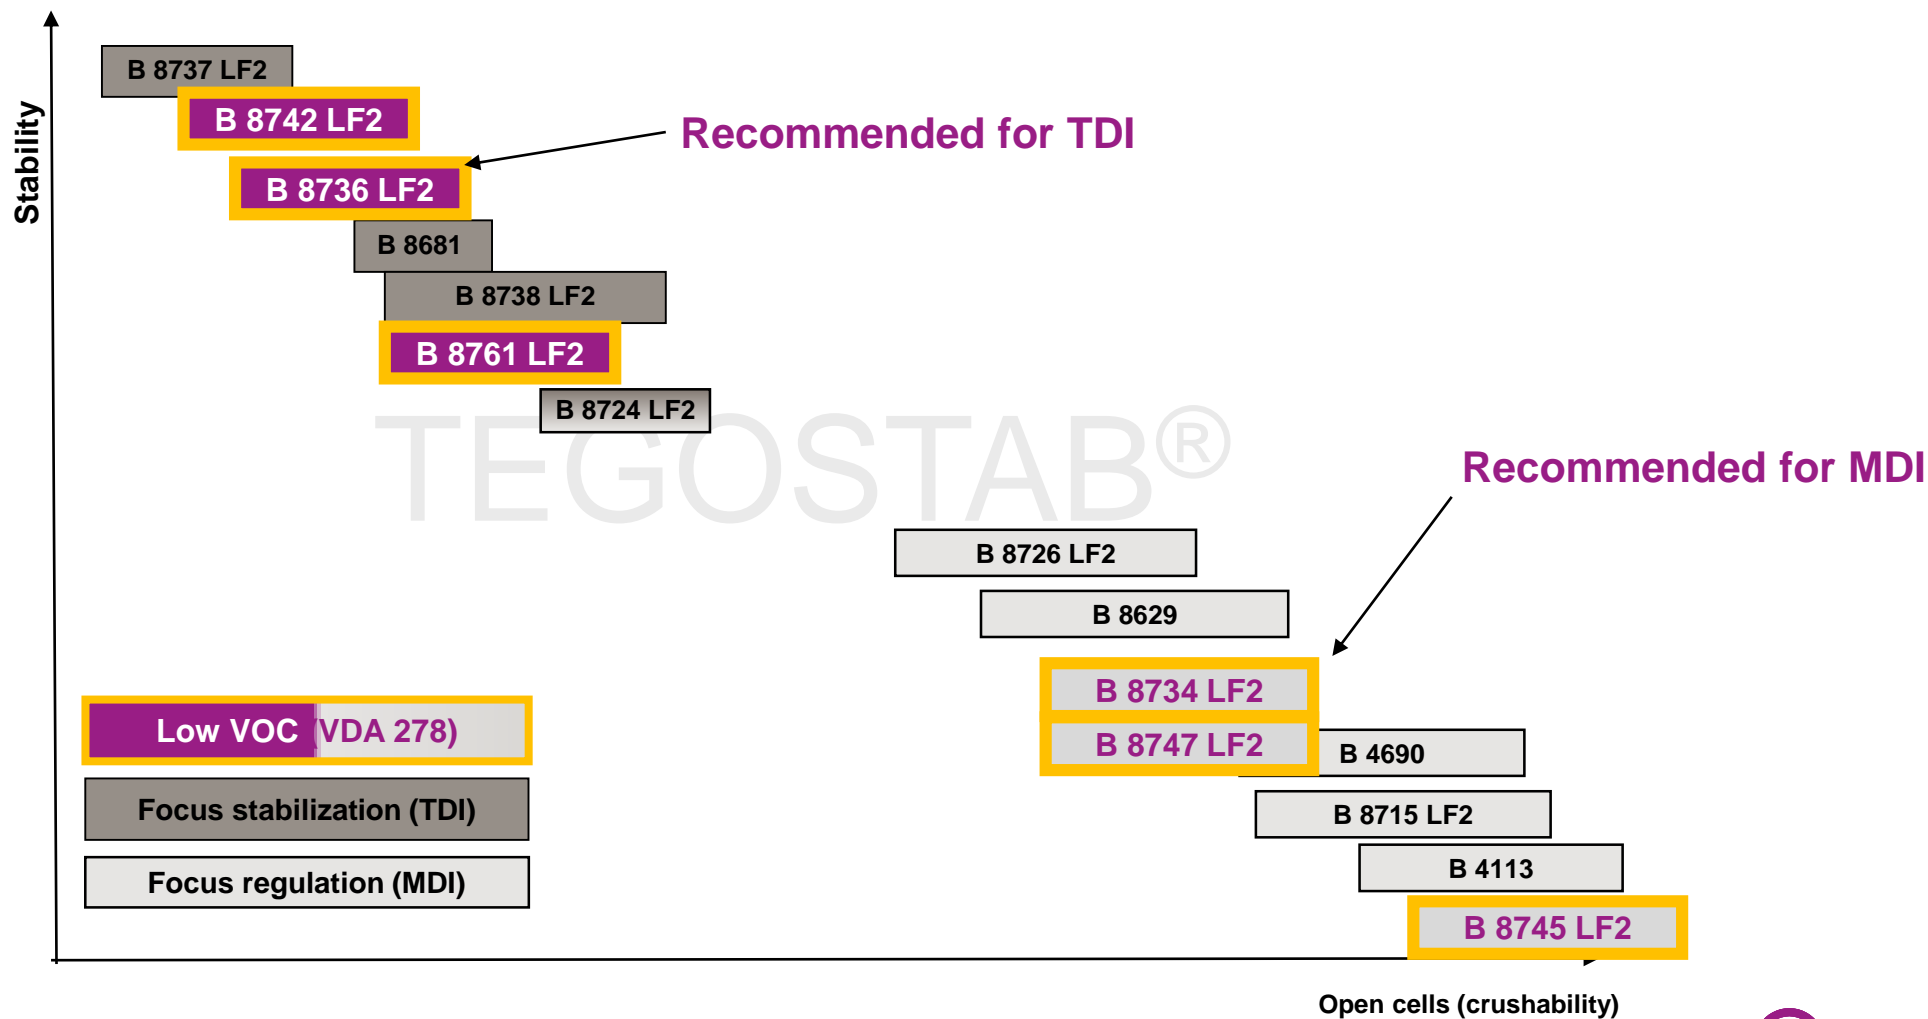 Stability
B 8737 LF2
B 8742 LF2
Recommended for TDI
B 8736 LF2
B 8681
B 8738 LF2
B 8761 LF2
B 8724 LF2
TEGOSTAB®
Recommended for MDI
B 8726 LF2
B 8629
B 8734 LF2
B 8747 LF2
B 4690
B 8715 LF2
B 4113
B 8745 LF2
Low VOC (VDA 278)
Focus stabilization (TDI)
Focus regulation (MDI)
Open cells (crushability)